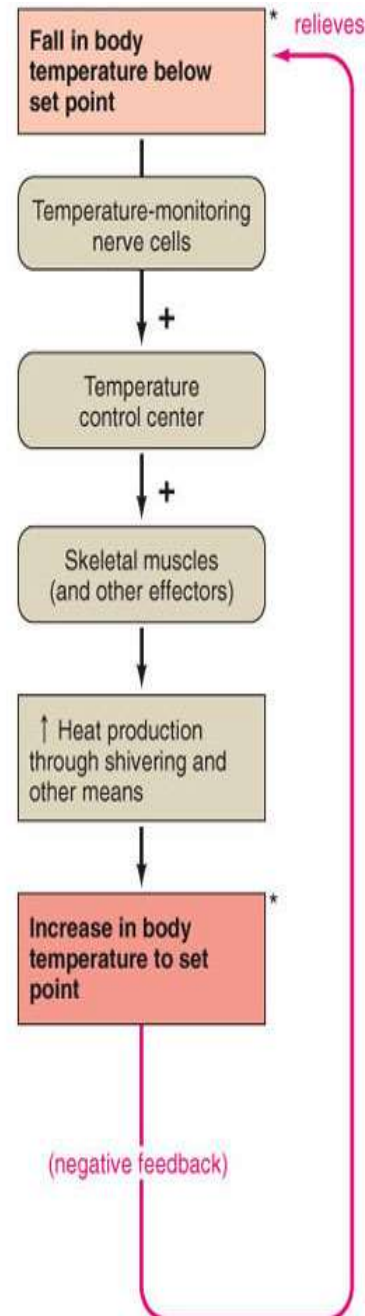 Fall in body
temperature below
set point
*
relieves
Temperature-monitoring
nerve cells
+
Temperature
control center
+
Skeletal muscles
(and other effectors)
↑ Heat production
through shivering and
other means
*
Increase in body
temperature to set
point
(negative feedback)